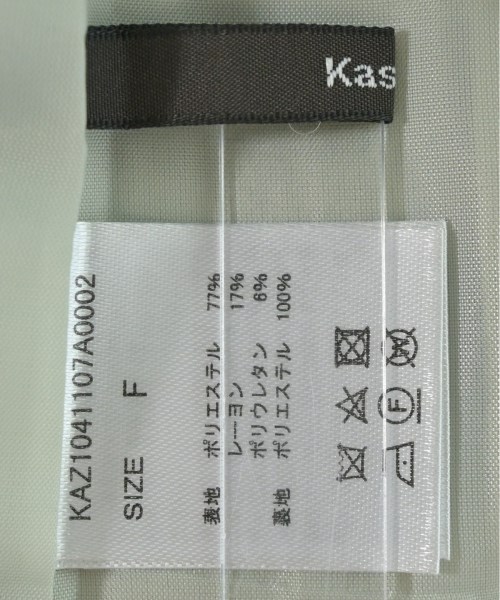 Kas
KAZ1041107A0002
SIZE F
表地 ポリエステル 77%
レーヨン 17%
ポリウレタン 6%
裏地 ポリエステル 100%
F